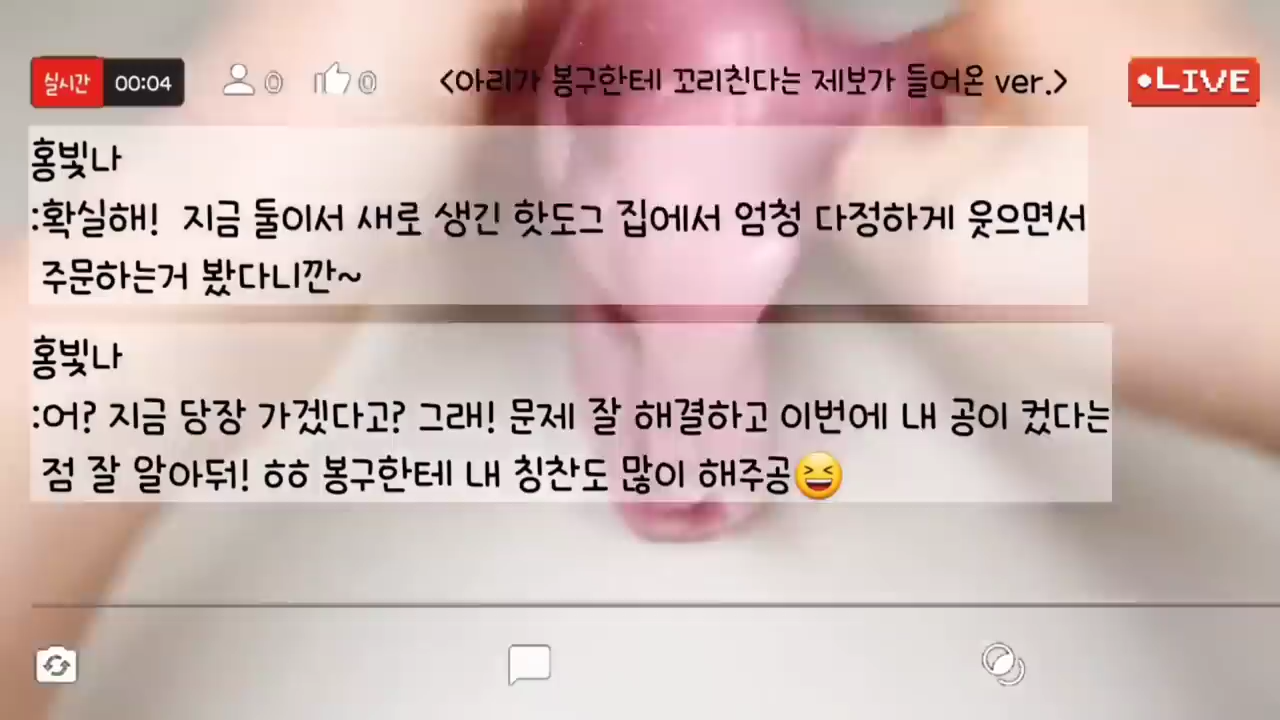 실시간 00:04 0 0 <아리가 봉구한테 꼬리친다는 제보가 들어온 ver.> •LIVE
홍빛나
:확실해! 지금 둘이서 새로 생긴 핫도그 집에서 엄청 다정하게 웃으면서
주문하는거 봤다니깐~
홍빛나
:어? 지금 당장 가겠다고? 그래! 문제 잘 해결하고 이번에 내 공이 컸다는
점 잘 알아둬! ㅎㅎ 봉구한테 내 칭찬도 많이 해주공😆